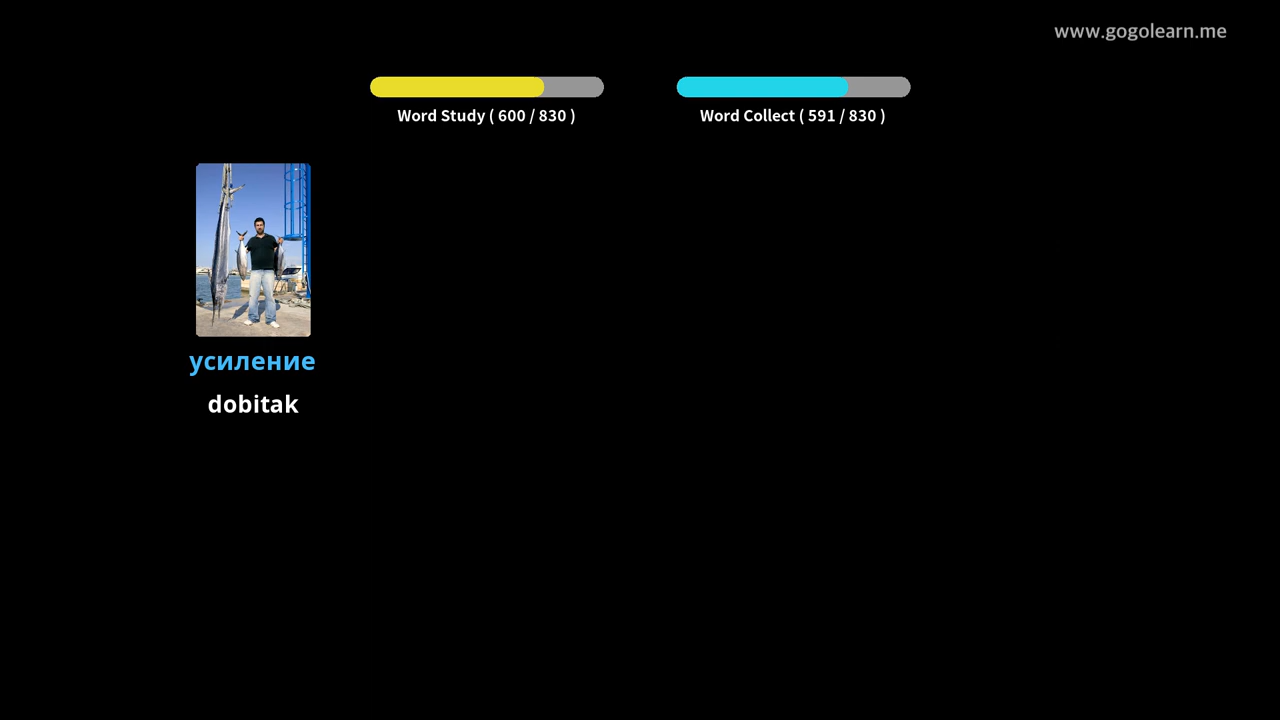 www.gogolearn.me
Word Study ( 600 / 830 )
Word Collect ( 591 / 830 )
усиление
dobitak